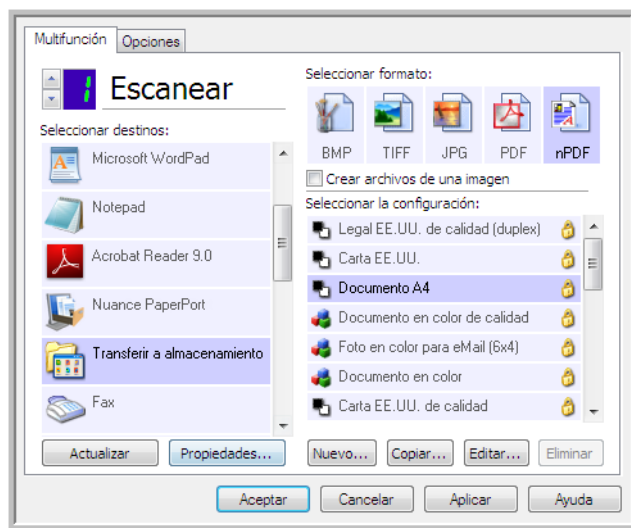 Multifunción
Opciones
1
Escanear
Seleccionar destinos:
Microsoft WordPad
Notepad
Acrobat Reader 9.0
Nuance PaperPort
Transferir a almacenamiento
Fax
Actualizar
Propiedades...
Seleccionar formato:
BMP
TIFF
JPG
PDF
nPDF
Crear archivos de una imagen
Seleccionar la configuración:
Legal EE.UU. de calidad (duplex)
Carta EE.UU.
Documento A4
Documento en color de calidad
Foto en color para eMail (6x4)
Documento en color
Carta EE.UU. de calidad
Nuevo...
Copiar...
Editar...
Eliminar
Aceptar
Cancelar
Aplicar
Ayuda